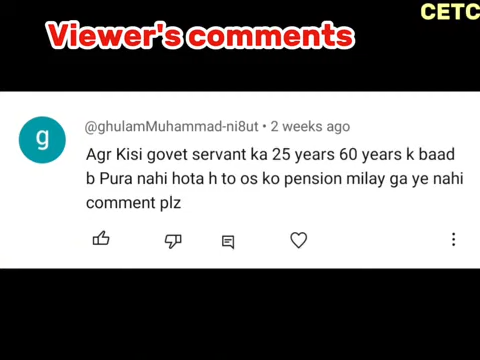 CETC
Viewer's comments
g
@ghulamMuhammad-ni8ut • 2 weeks ago
Agr Kisi govet servant ka 25 years 60 years k baad
b Pura nahi hota h to os ko pension milay ga ye nahi
comment plz